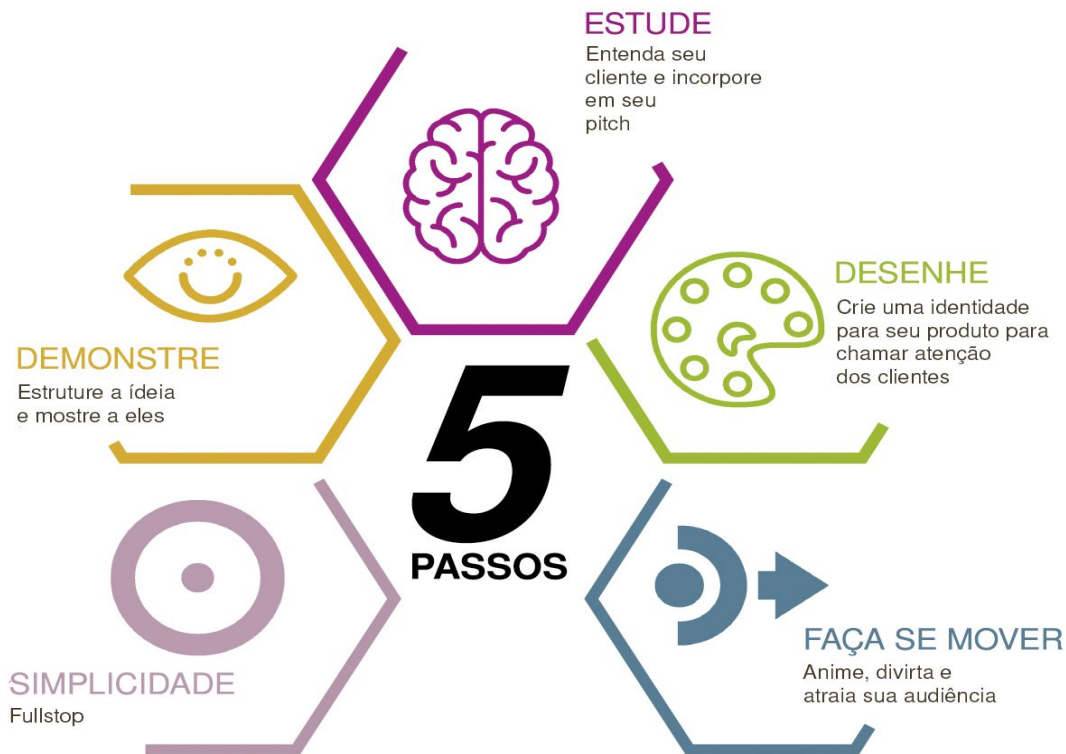 ESTUDE
Entenda seu
cliente e incorpore
em seu
pitch
DESENHE
Crie uma identidade
para seu produto para
chamar atenção
dos clientes
DEMONSTRE
Estruture a ídeia
e mostre a eles
5
PASSOS
FAÇA SE MOVER
Anime, divirta e
atraia sua audiência
SIMPLICIDADE
Fullstop